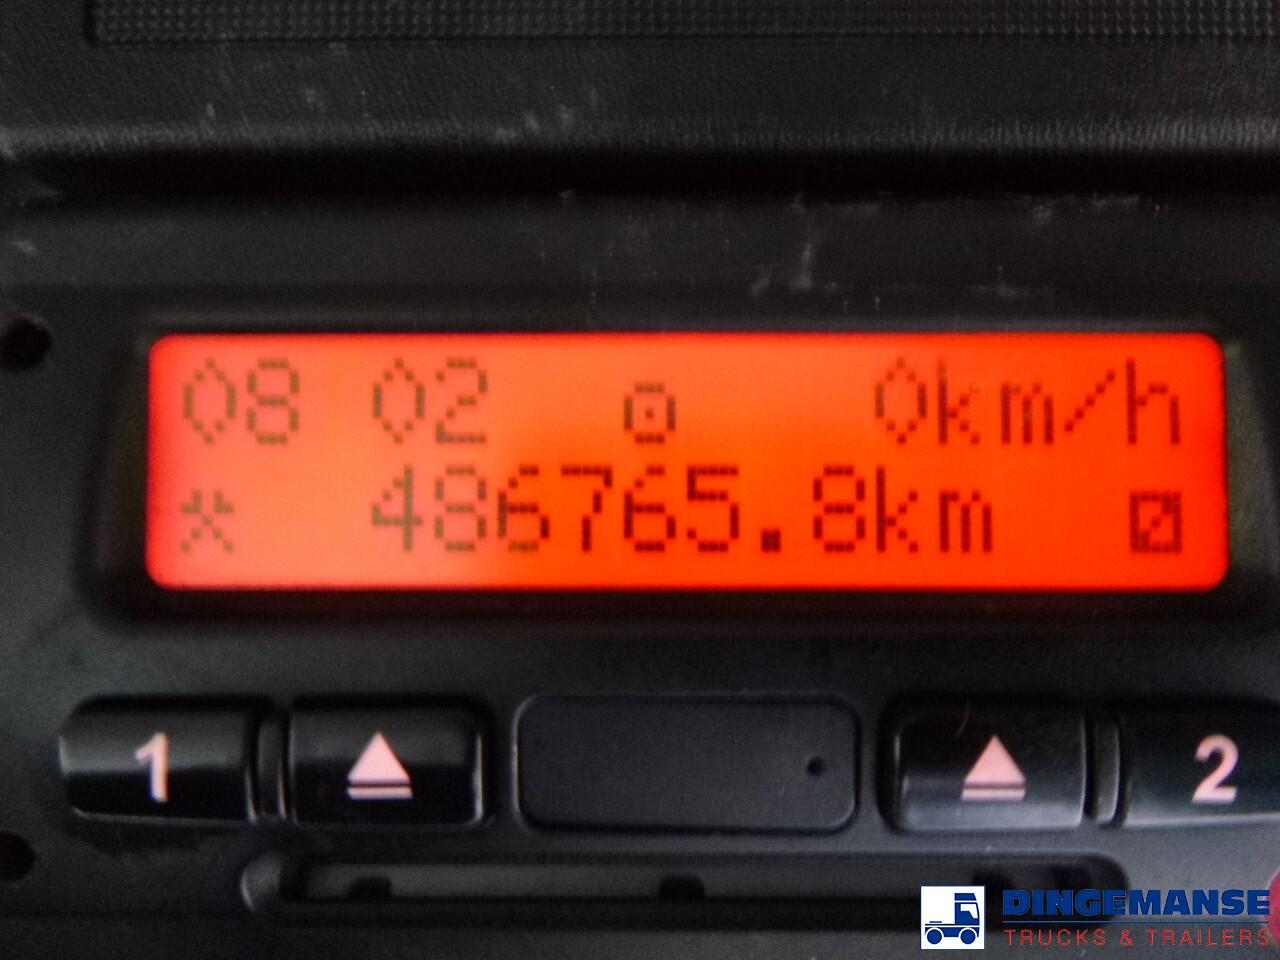 08 02 0km/h
486765.8km
1 2
DINGEMANSE
TRUCKS & TRAILERS